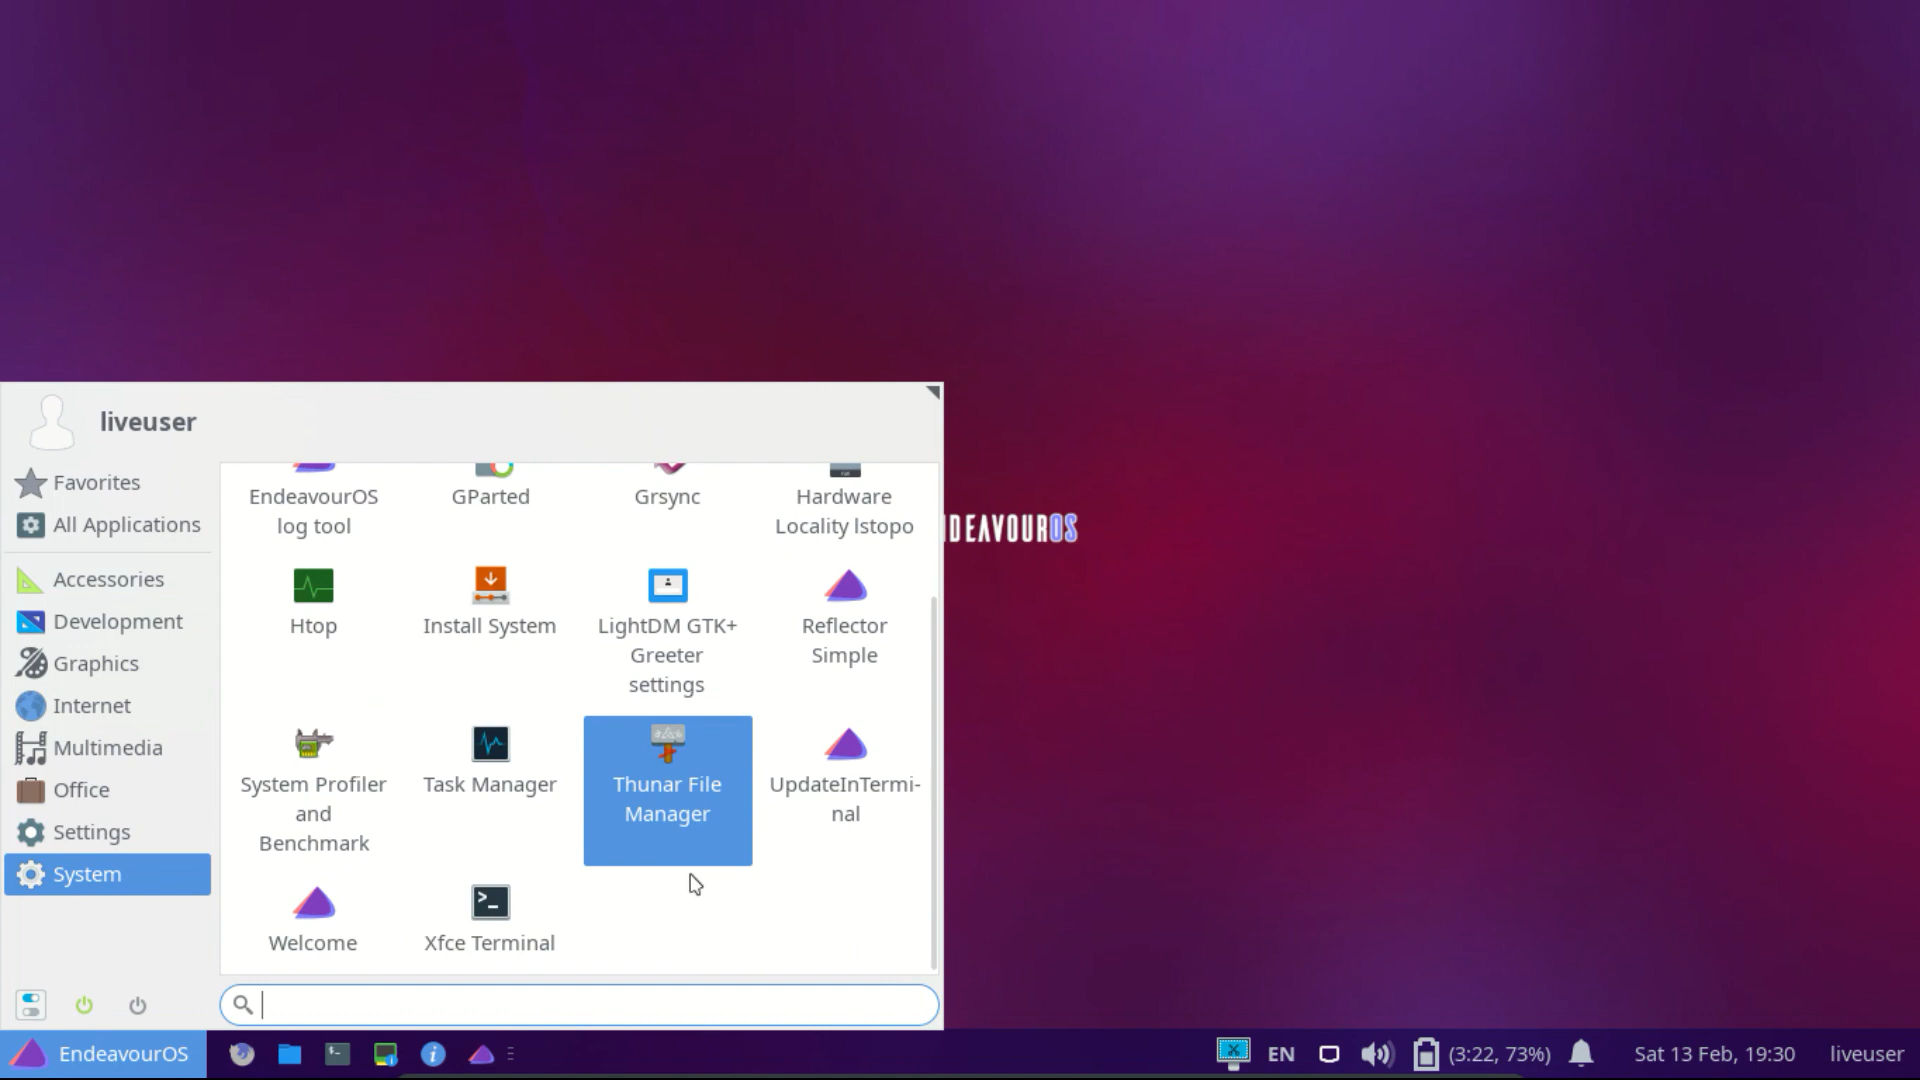 liveuser
Favorites
All Applications
Accessories
Development
Graphics
Internet
Multimedia
Office
Settings
System
EndeavourOS
log tool
GParted
Grsync
Hardware
Locality lstopo
Htop
Install System
LightDM GTK+
Greeter
settings
Reflector
Simple
System Profiler
and
Benchmark
Task Manager
Thunar File
Manager
UpdateInTermi-
nal
Welcome
Xfce Terminal
NDEAVOUROS
EndeavourOS
EN
(3:22, 73%)
Sat 13 Feb, 19:30
liveuser